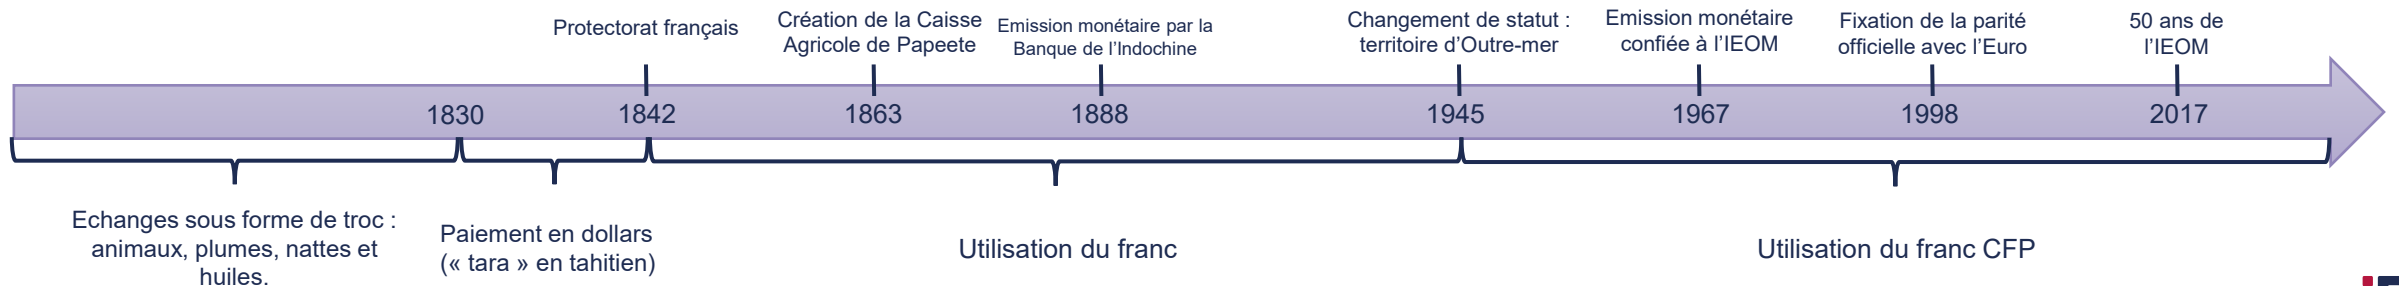 Protectorat français
Création de la Caisse
Agricole de Papeete
Emission monétaire par la
Banque de l’Indochine
Changement de statut :
territoire d’Outre-mer
Emission monétaire
confiée à l’IEOM
Fixation de la parité
officielle avec l’Euro
50 ans de
l’IEOM
1830
1842
1863
1888
1945
1967
1998
2017
Echanges sous forme de troc :
animaux, plumes, nattes et
huiles.
Paiement en dollars
(« tara » en tahitien)
Utilisation du franc
Utilisation du franc CFP